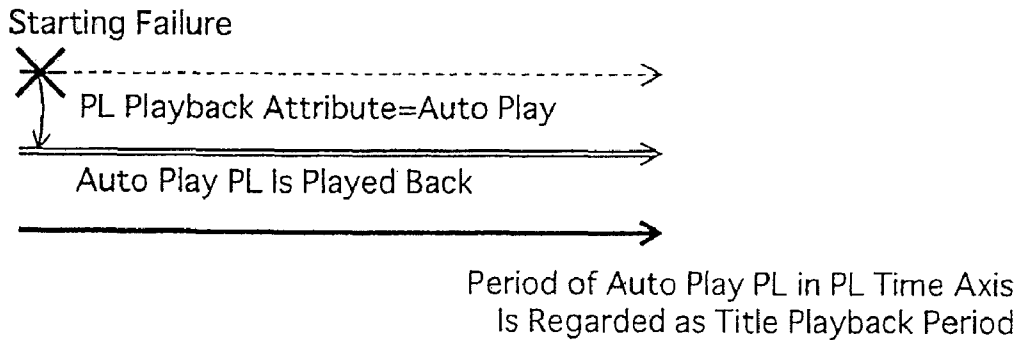 Starting Failure
PL Playback Attribute=Auto Play
Auto Play PL Is Played Back
Period of Auto Play PL in PL Time Axis
Is Regarded as Title Playback Period